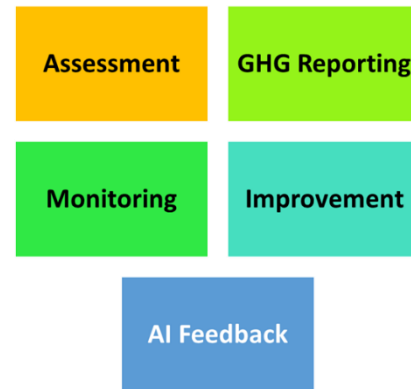 Assessment
GHG Reporting
Monitoring
Improvement
AI Feedback